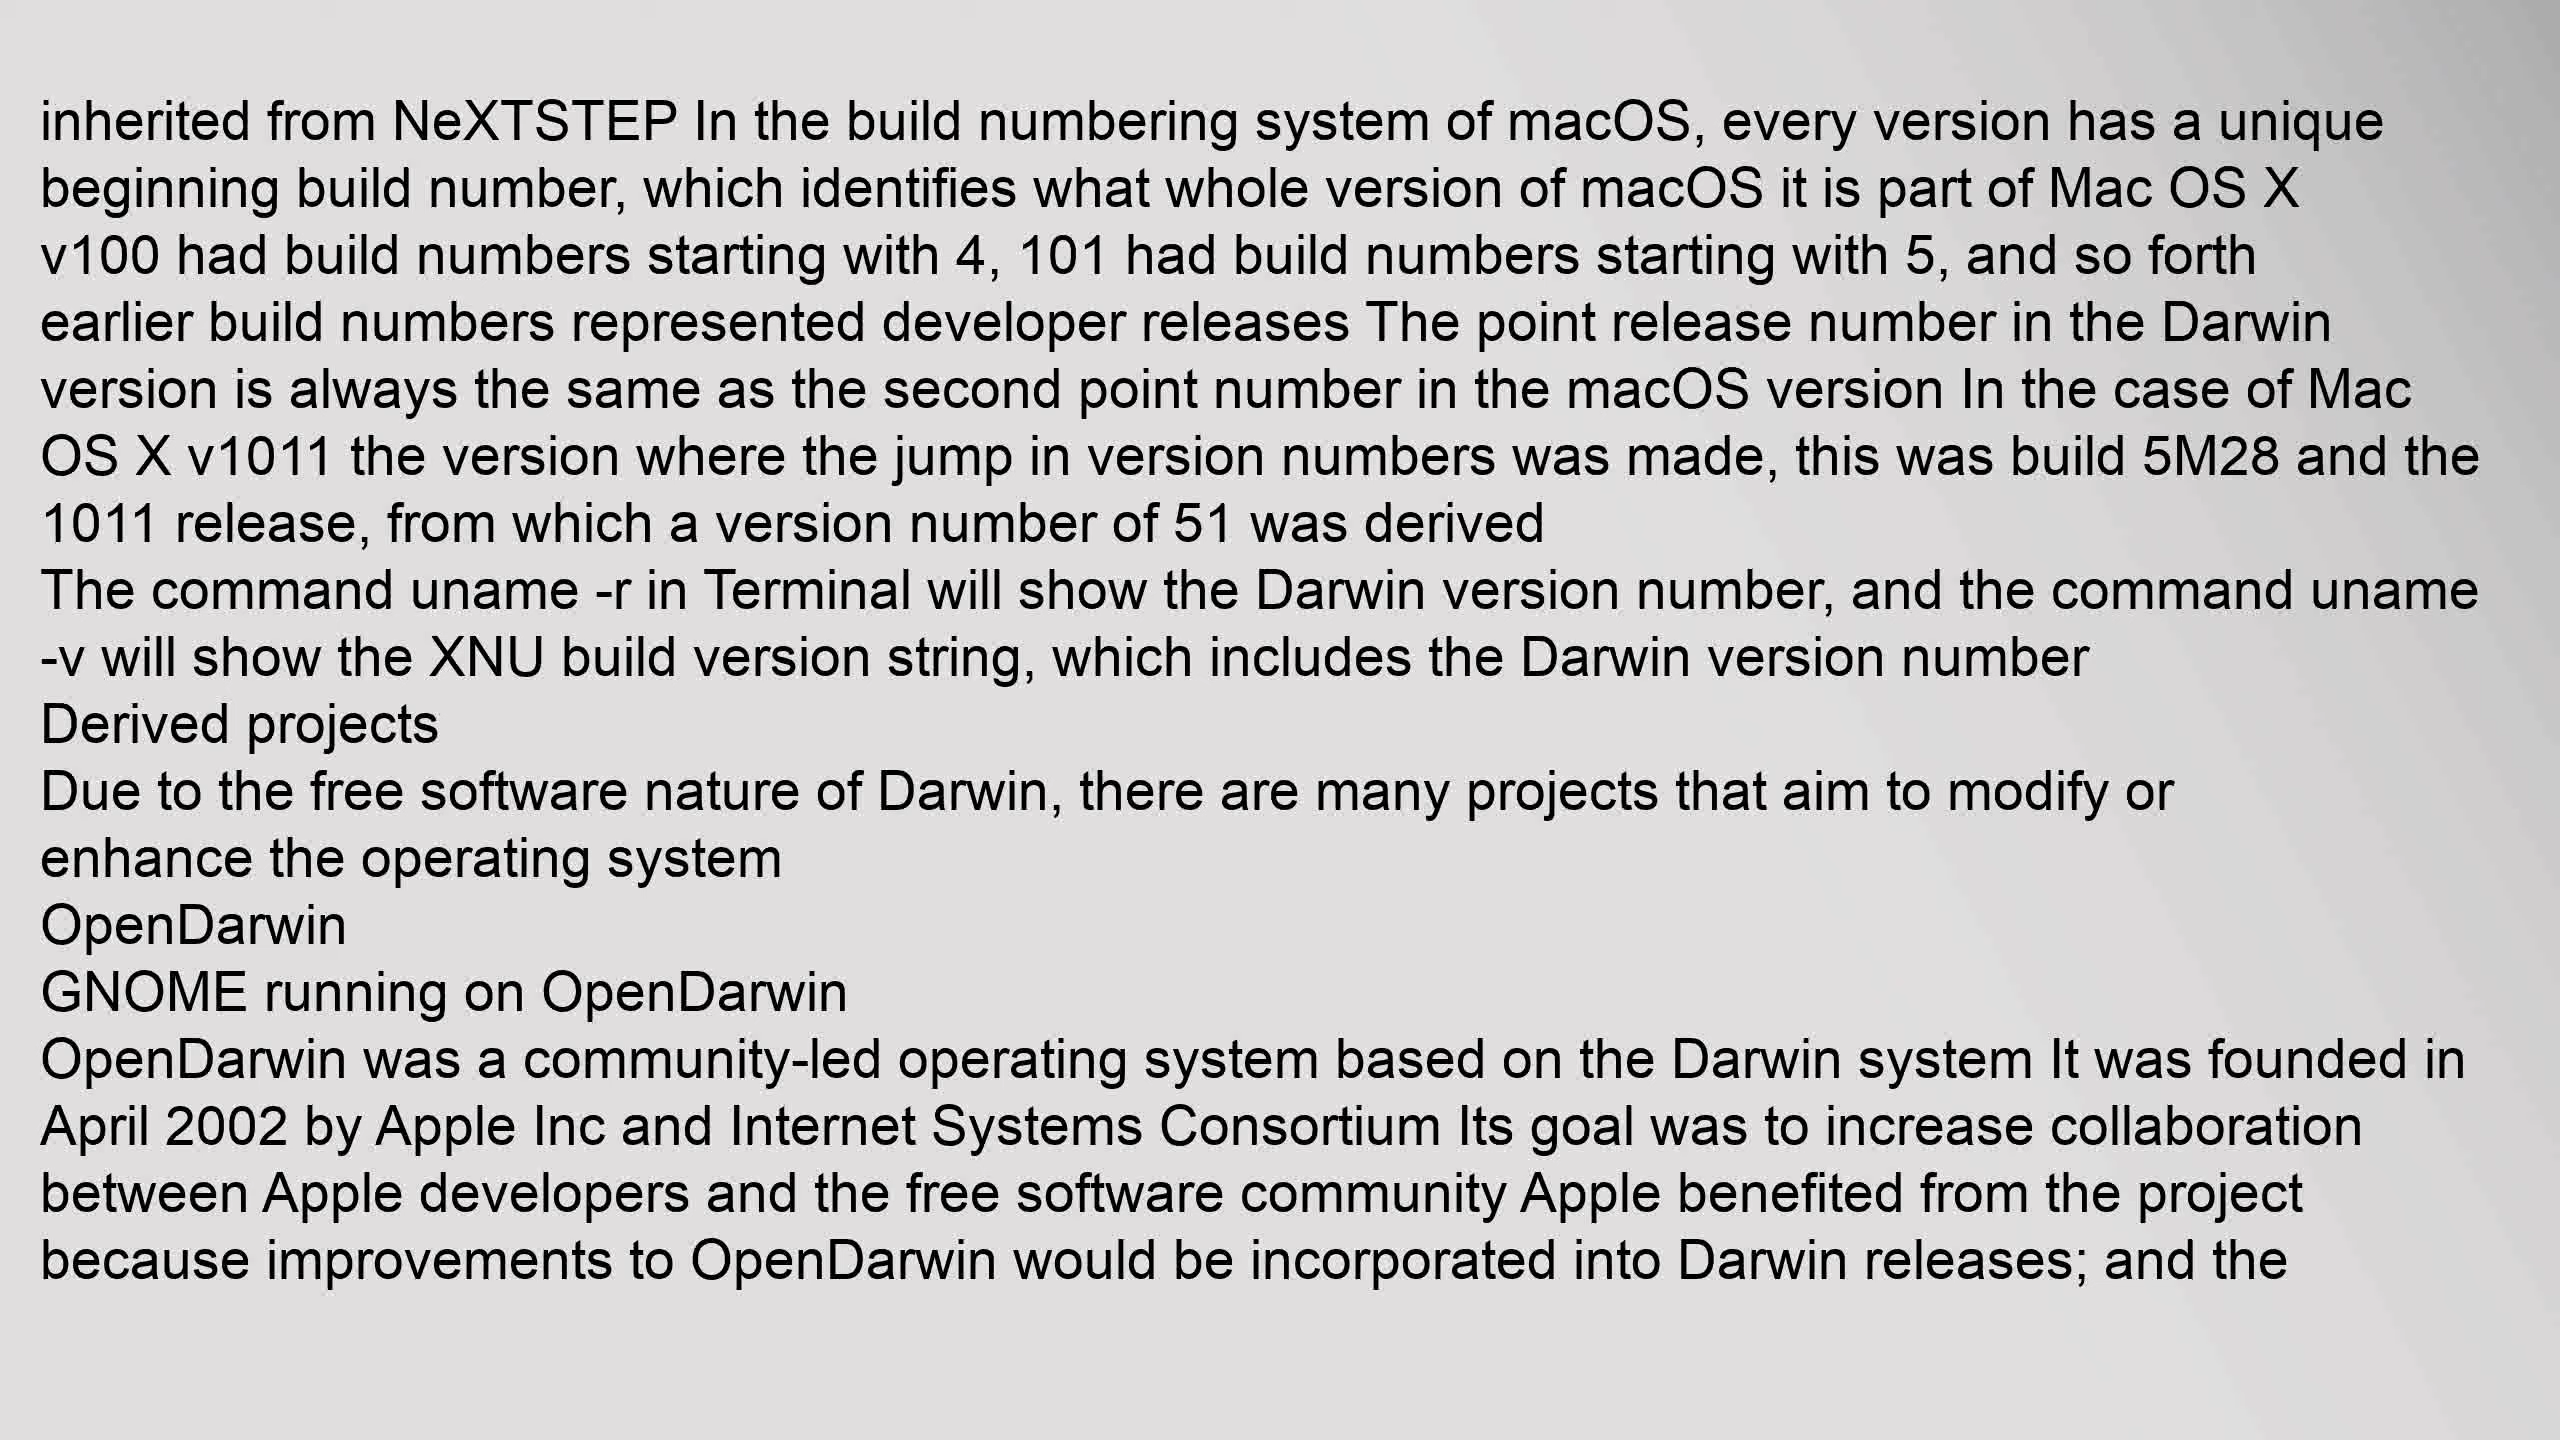 inherited from NeXTSTEP In the build numbering system of macOS, every version has a unique
beginning build number, which identifies what whole version of macOS it is part of Mac OS X
v100 had build numbers starting with 4, 101 had build numbers starting with 5, and so forth
earlier build numbers represented developer releases The point release number in the Darwin
version is always the same as the second point number in the macOS version In the case of Mac
OS X v1011 the version where the jump in version numbers was made, this was build 5M28 and the
1011 release, from which a version number of 51 was derived
The command uname -r in Terminal will show the Darwin version number, and the command uname
-v will show the XNU build version string, which includes the Darwin version number
Derived projects
Due to the free software nature of Darwin, there are many projects that aim to modify or
enhance the operating system
OpenDarwin
GNOME running on OpenDarwin
OpenDarwin was a community-led operating system based on the Darwin system It was founded in
April 2002 by Apple Inc and Internet Systems Consortium Its goal was to increase collaboration
between Apple developers and the free software community Apple benefited from the project
because improvements to OpenDarwin would be incorporated into Darwin releases; and the